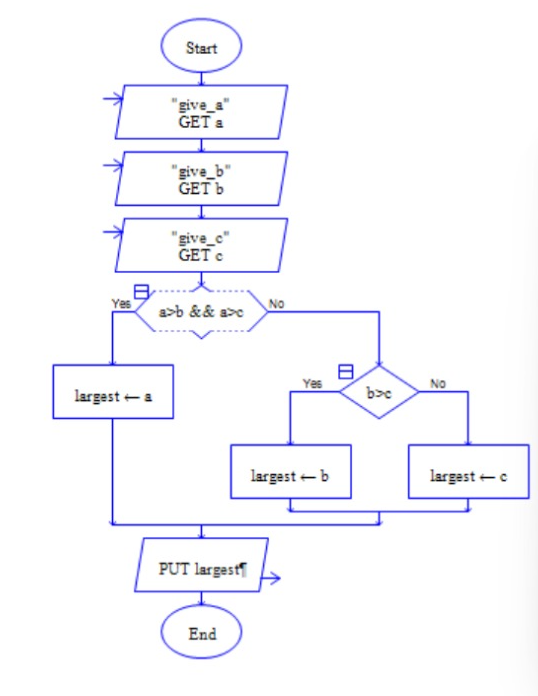 Start
"give_a"
GET a
"give_b"
GET b
"give_c"
GET c
Yes
a>b && a>c
No
largest ← a
Yes
b>c
No
largest ← b
largest ← c
PUT largest¶
End